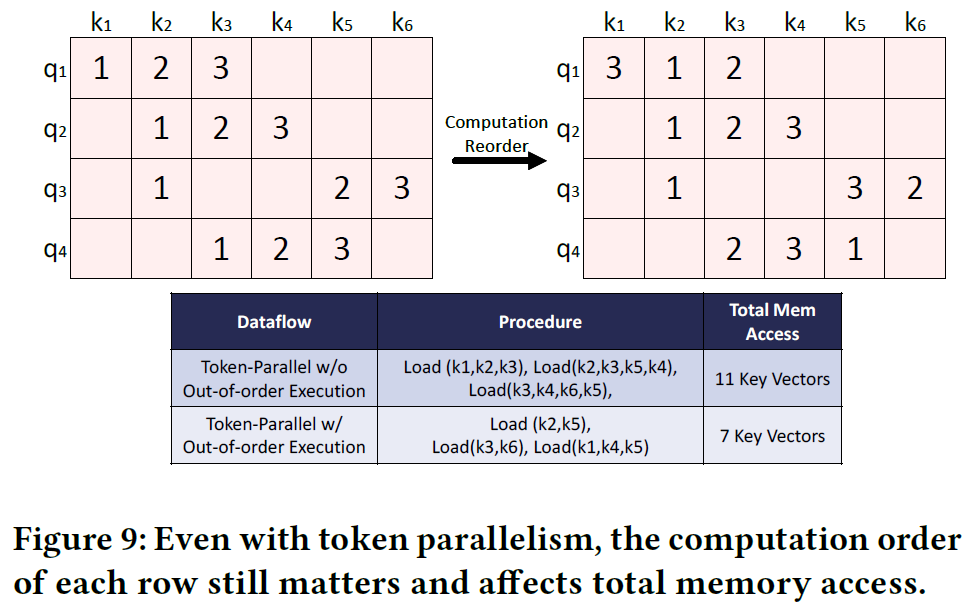 k1 k2 k3 k4 k5 k6
q1 1 2 3
q2 1 2 3
q3 1 2 3
q4 1 2 3
Computation
Reorder
k1 k2 k3 k4 k5 k6
q1 3 1 2
q2 1 2 3
q3 1 3 2
q4 2 3 1
Dataflow Procedure Total Mem
Access
Token-Parallel w/o
Out-of-order Execution
Load (k1,k2,k3), Load(k2,k3,k5,k4),
Load(k3,k4,k6,k5),
11 Key Vectors
Token-Parallel w/
Out-of-order Execution
Load (k2,k5),
Load(k3,k6), Load(k1,k4,k5)
7 Key Vectors
Figure 9: Even with token parallelism, the computation order
of each row still matters and affects total memory access.